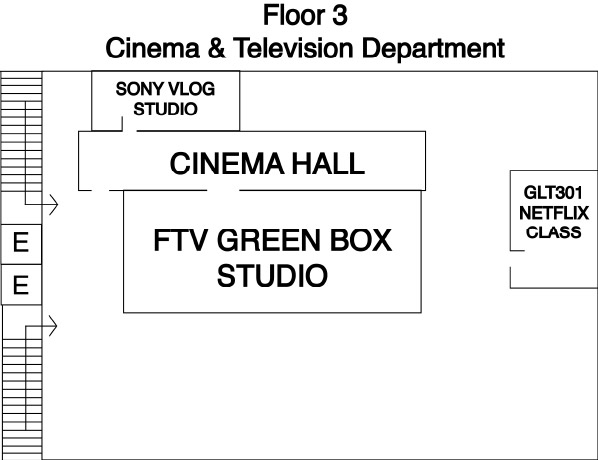 Floor 3
Cinema & Television Department
SONY VLOG
STUDIO
CINEMA HALL
GLT301
NETFLIX
CLASS
FTV GREEN BOX
STUDIO
E
E